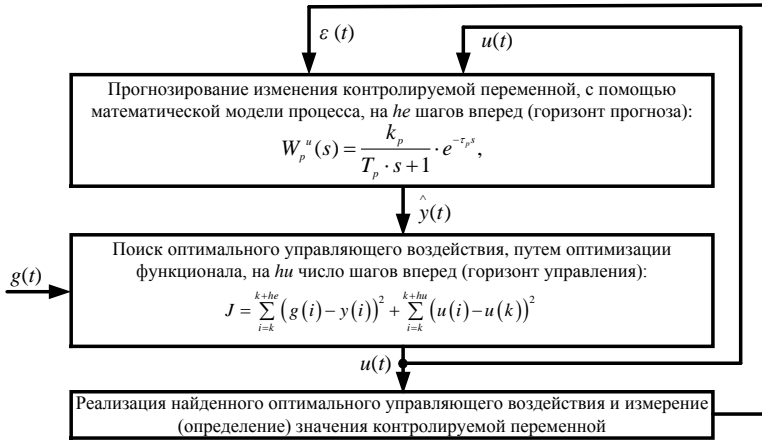 ε (t)
u(t)
Прогнозирование изменения контролируемой переменной, с помощью
математической модели процесса, на he шагов вперед (горизонт прогноза):
W_p^u(s) = k_p / (T_p · s + 1) · e^{-τ_p s},
ŷ(t)
g(t)
Поиск оптимального управляющего воздействия, путем оптимизации
функционала, на hu число шагов вперед (горизонт управления):
J = ∑_{i=k}^{k+he} (g(i) − y(i))² + ∑_{i=k}^{k+hu} (u(i) − u(k))²
u(t)
Реализация найденного оптимального управляющего воздействия и измерение
(определение) значения контролируемой переменной